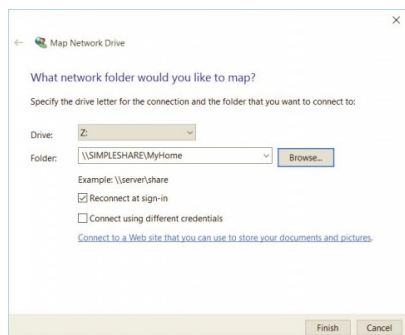 Map Network Drive
What network folder would you like to map?
Specify the drive letter for the connection and the folder that you want to connect to:
Drive: Z:
Folder: \\SIMPLESHARE\MyHome Browse...
Example: \\server\share
Reconnect at sign-in
Connect using different credentials
Connect to a Web site that you can use to store your documents and pictures.
Finish Cancel